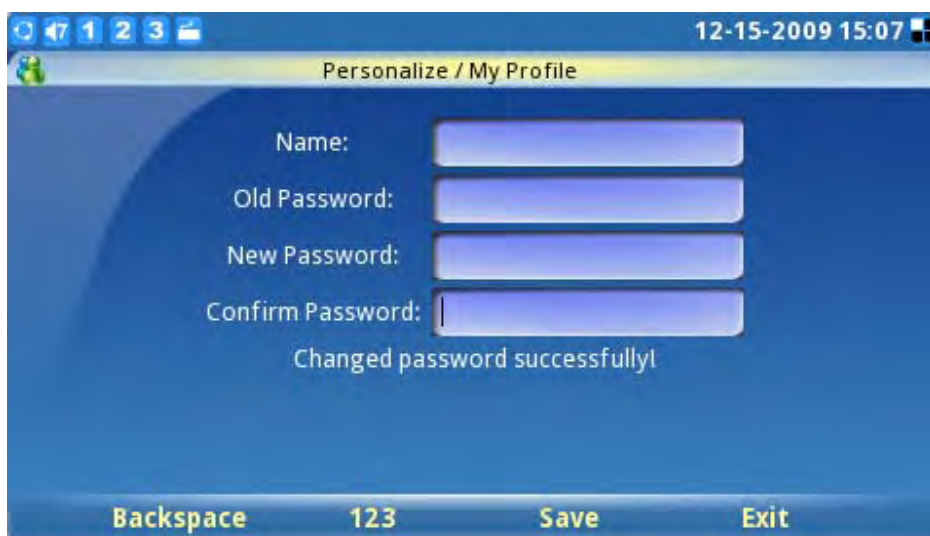 7 1 2 3 12-15-2009 15:07
Personalize / My Profile
Name:
Old Password:
New Password:
Confirm Password:
Changed password successfully!
Backspace 123 Save Exit